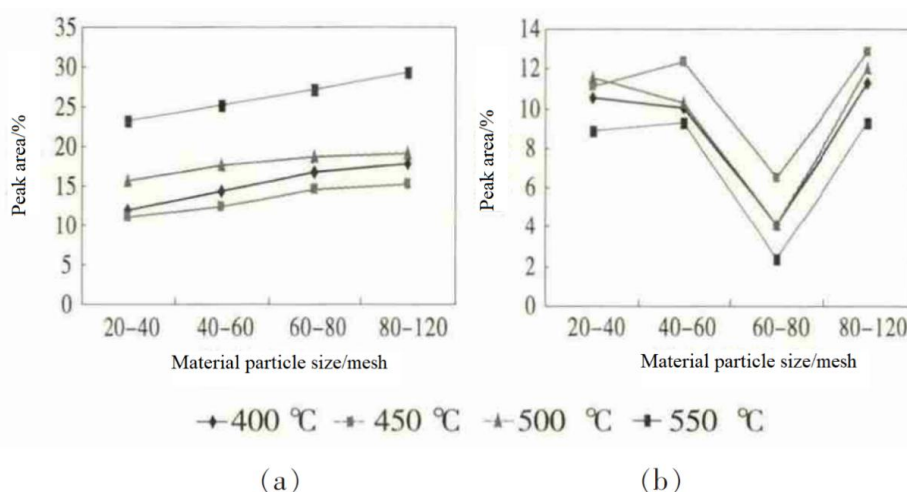 35
30
25
20
15
10
5
0
Peak area/%
20-40 40-60 60-80 80-120
Material particle size/mesh
14
12
10
8
6
4
2
0
Peak area/%
20-40 40-60 60-80 80-120
Material particle size/mesh
400 ℃ 450 ℃ 500 ℃ 550 ℃
(a) (b)